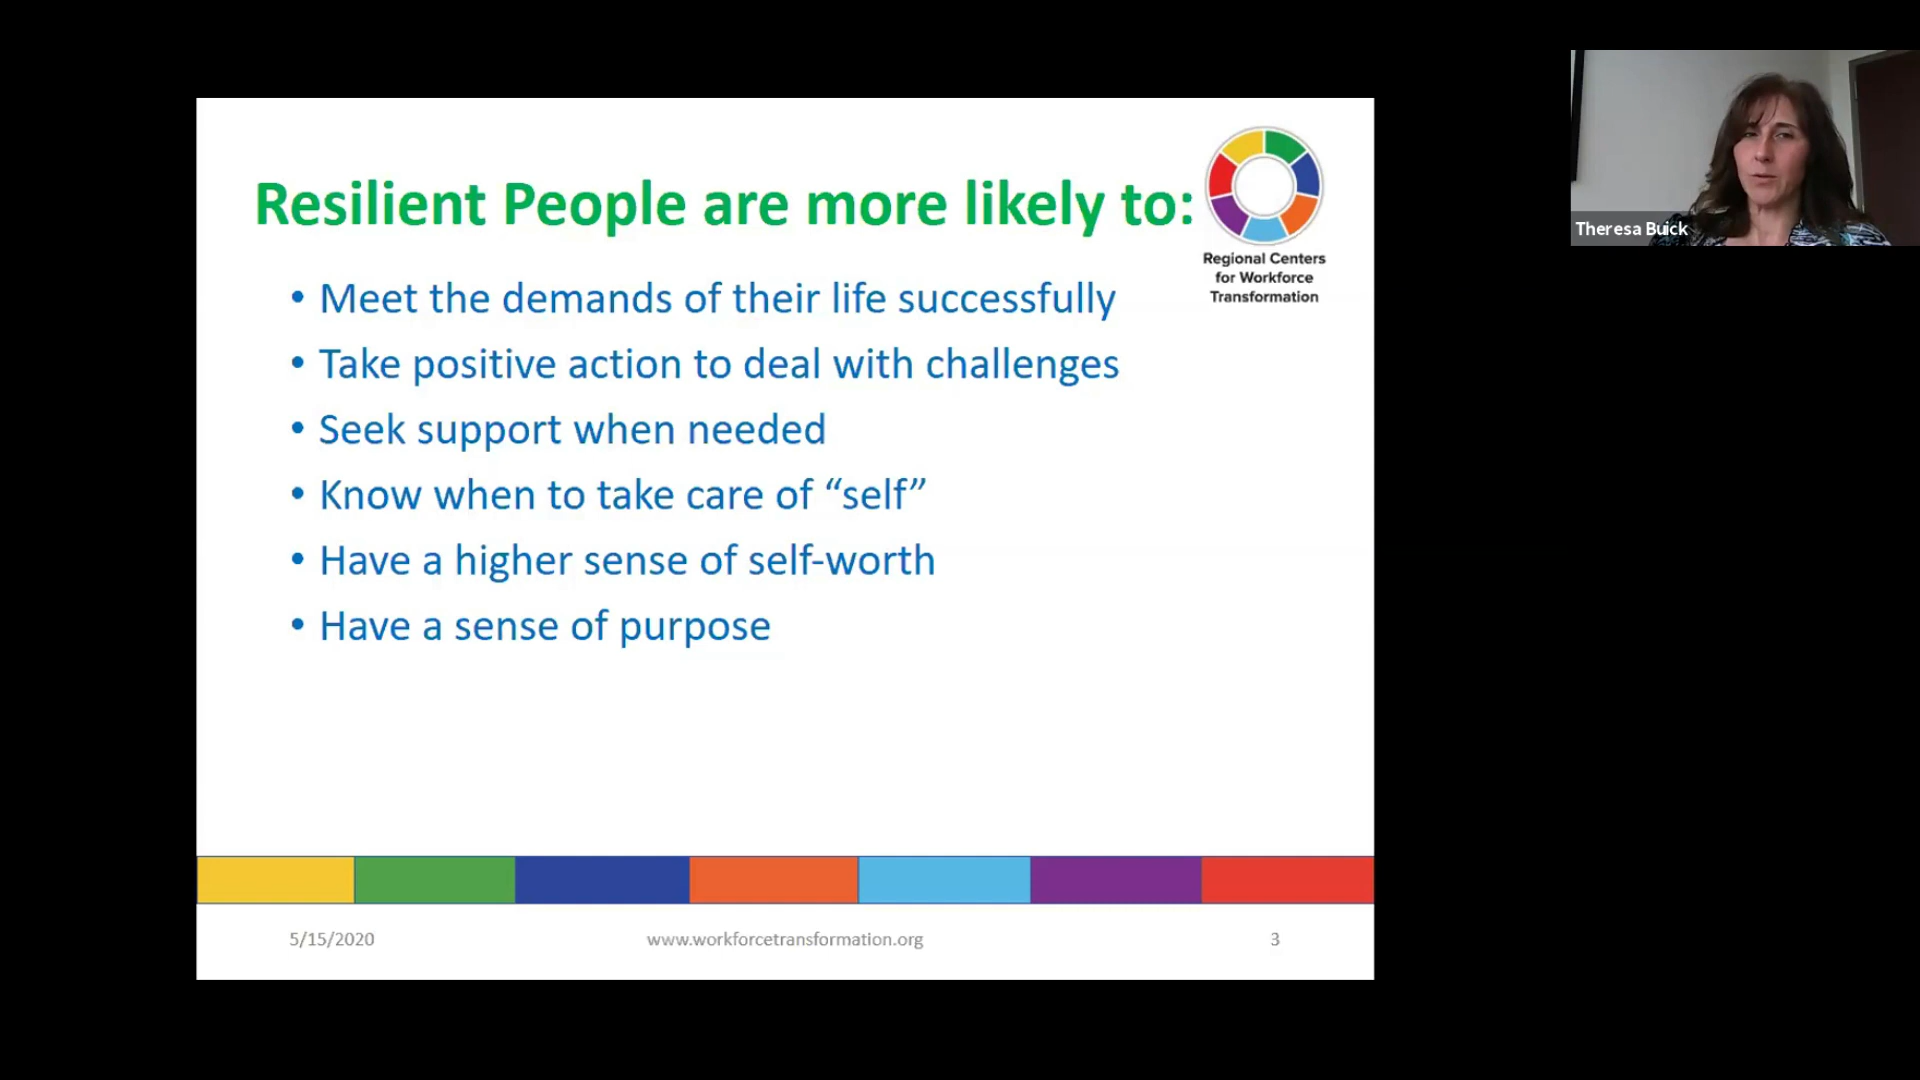 Resilient People are more likely to:
Regional Centers
for Workforce
Transformation
• Meet the demands of their life successfully
• Take positive action to deal with challenges
• Seek support when needed
• Know when to take care of “self”
• Have a higher sense of self-worth
• Have a sense of purpose
5/15/2020
www.workforcetransformation.org
3
Theresa Buick